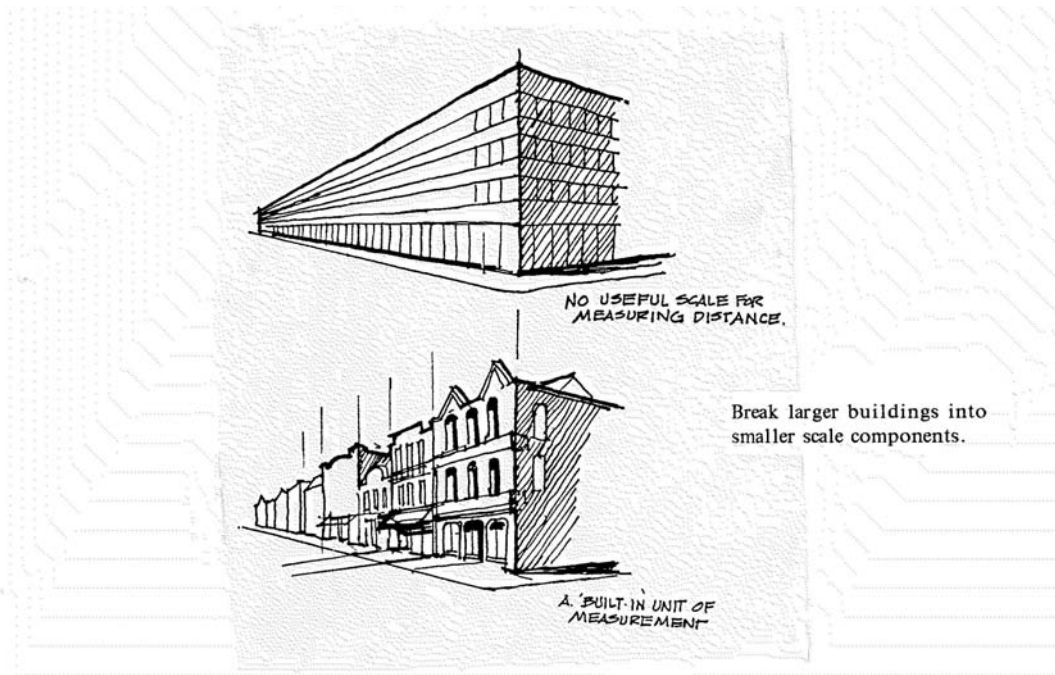 NO USEFUL SCALE FOR
MEASURING DISTANCE.
Break larger buildings into
smaller scale components.
A 'BUILT-IN' UNIT OF
MEASUREMENT